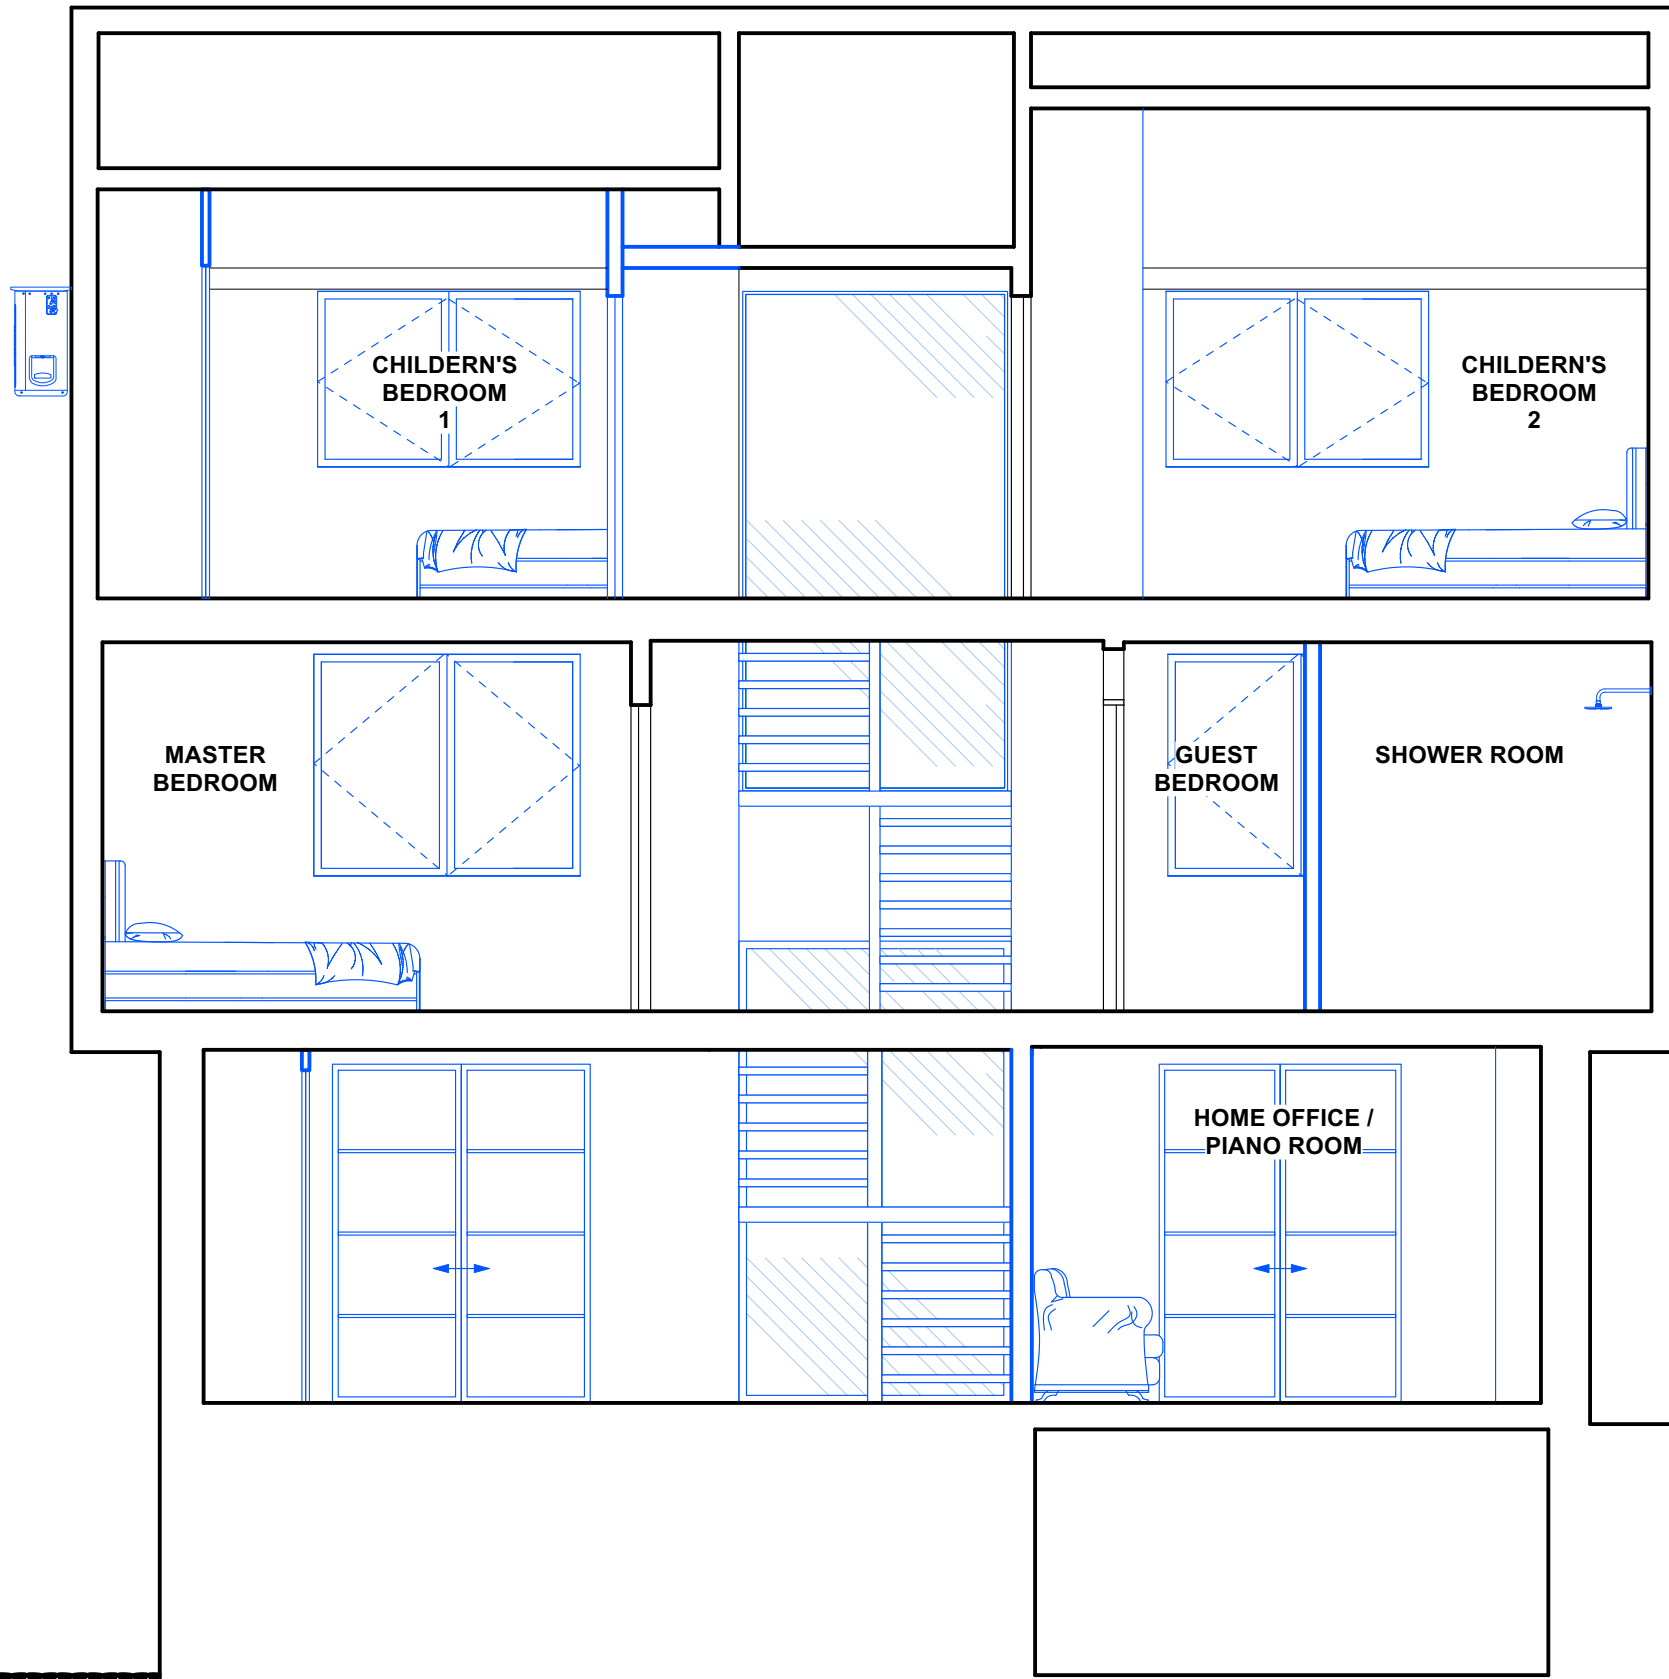 CHILDERN'S
BEDROOM
1
CHILDERN'S
BEDROOM
2
MASTER
BEDROOM
GUEST
BEDROOM
SHOWER ROOM
HOME OFFICE /
PIANO ROOM